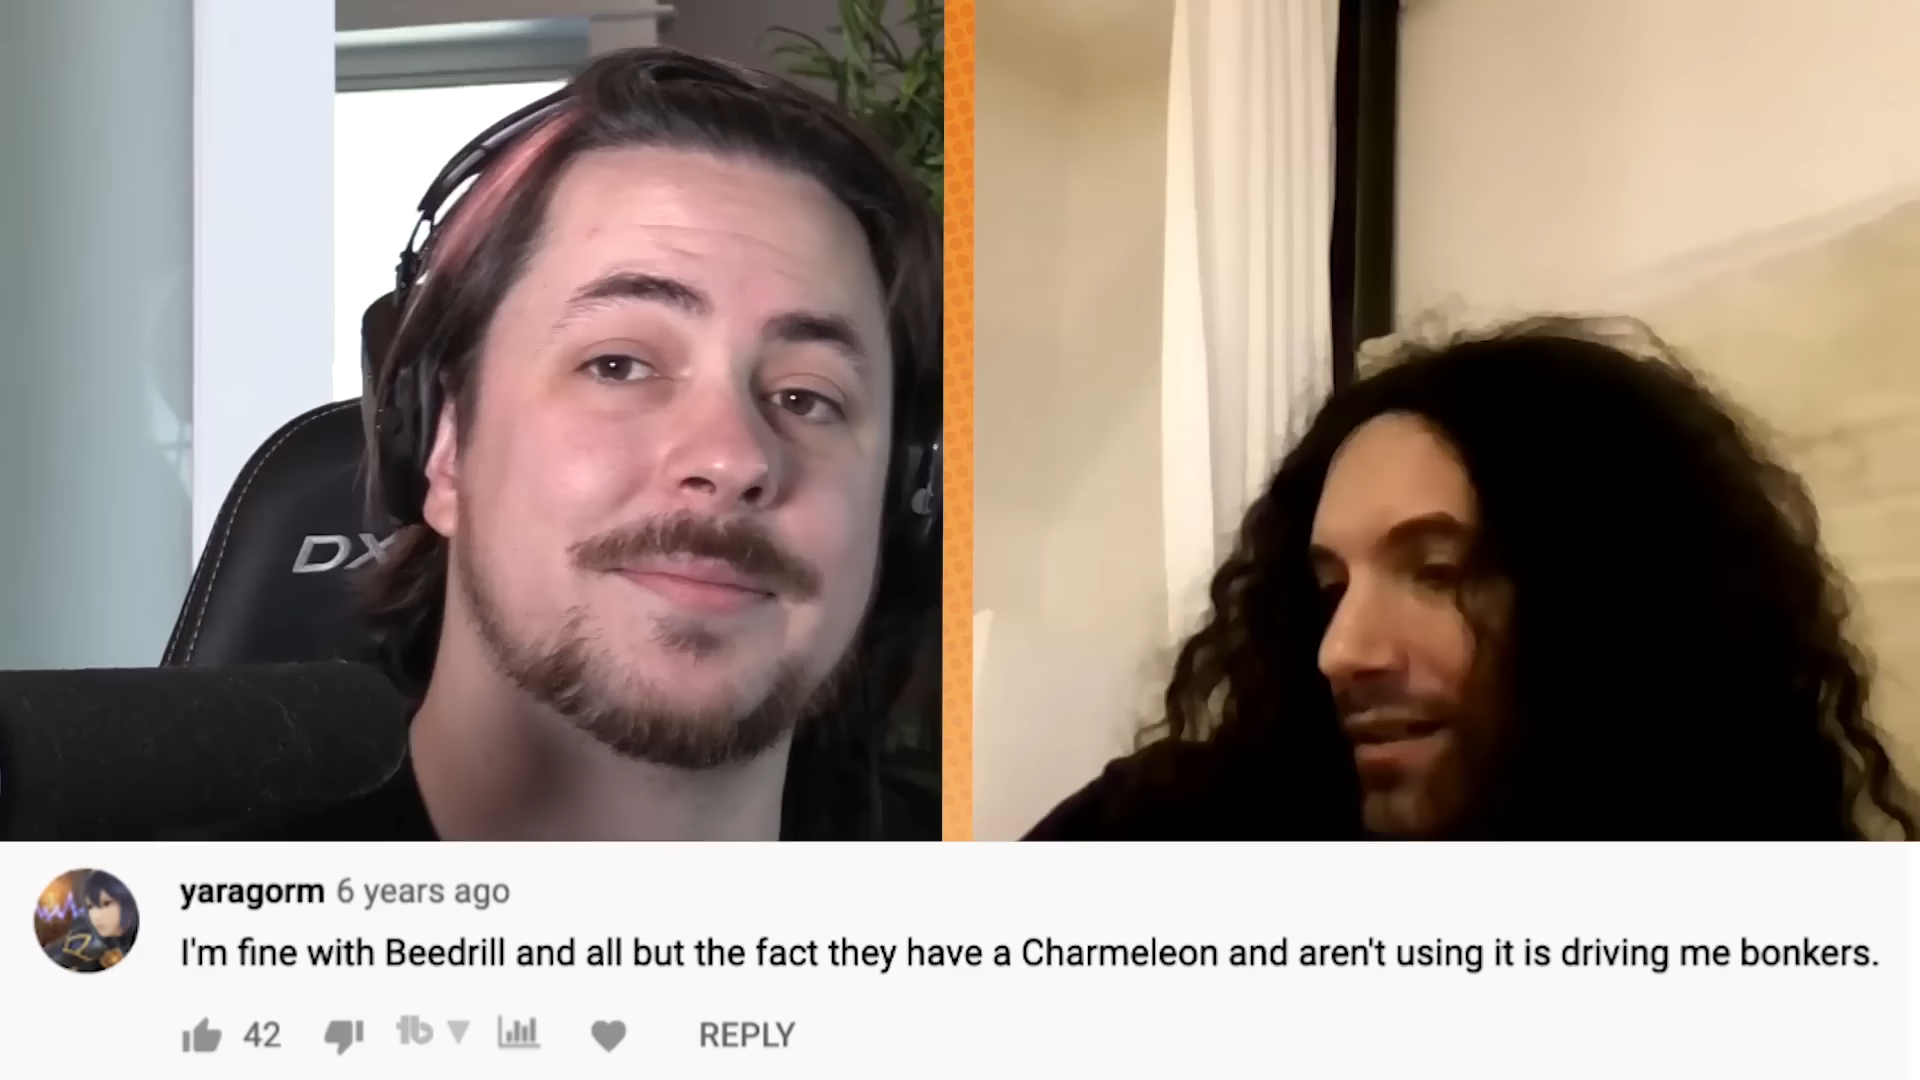 DX
yaragorm 6 years ago
I'm fine with Beedrill and all but the fact they have a Charmeleon and aren't using it is driving me bonkers.
42
REPLY